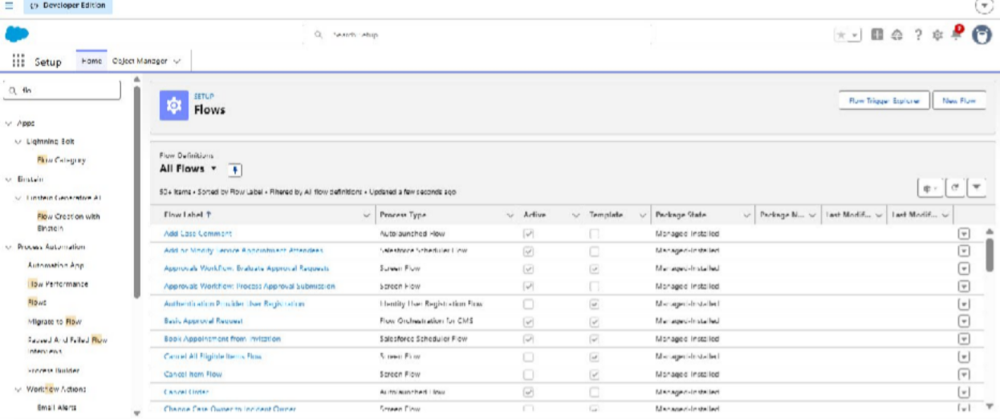 Developer Edition
Search Setup
Setup
Home
Object Manager
flo
SETUP
Flows
Flow Trigger Explorer
New Flow
Apps
Lightning Bolt
Flow Category
Einstein
Einstein Generative AI
Flow Creation with
Einstein
Process Automation
Automation App
Flow Performance
Flows
Migrate to Flow
Paused And Failed Flow
Interviews
Process Builder
Workflow Actions
Email Alerts
Flow Definitions
All Flows
50+ items • Sorted by Flow Label • Filtered by All flow definitions • Updated a few seconds ago
Flow Label ↑ Process Type Active Template Package State Package N... Last Modif... Last Modif...
Add Case Comment Autolaunched Flow Managed-Installed
Add or Modify Service Appointment Attendees Salesforce Scheduler Flow Managed-Installed
Approvals Workflow: Evaluate Approval Requests Screen Flow Managed-Installed
Approvals Workflow: Process Approval Submission Screen Flow Managed-Installed
Authentication Provider User Registration Identity User Registration Flow Managed-Installed
Basic Approval Request Flow Orchestration for CMS Managed-Installed
Book Appointment from Invitation Salesforce Scheduler Flow Managed-Installed
Cancel All Eligible Items Flow Screen Flow Managed-Installed
Cancel Item Flow Screen Flow Managed-Installed
Cancel Order Autolaunched Flow Managed-Installed
Change Case Owner to Incident Owner Screen Flow Managed-Installed